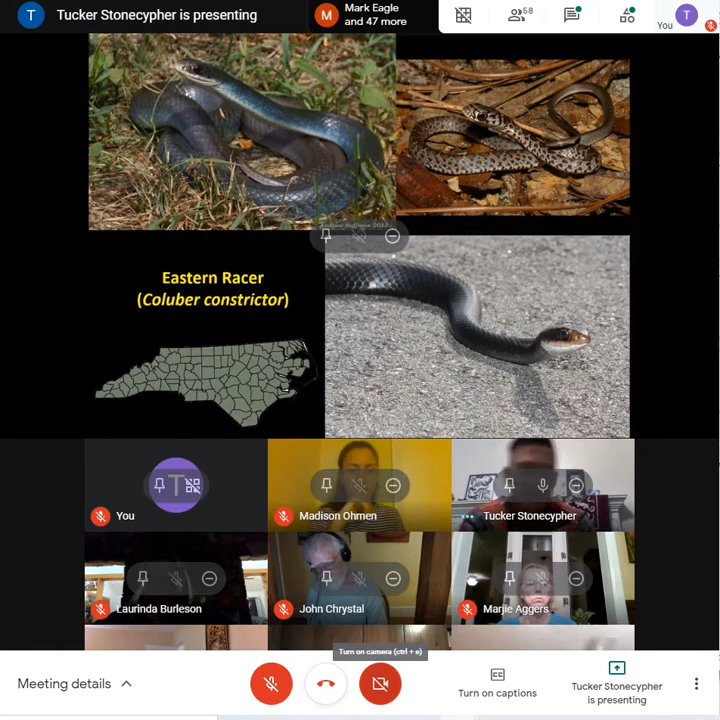 T
Tucker Stonecypher is presenting
M
Mark Eagle
and 47 more
58
You
T
Eastern Racer
(Coluber constrictor)
T
You
Madison Ohmen
Tucker Stonecypher
Laurinda Burleson
John Chrystal
Marjie Aggers
Turn on camera (ctrl + e)
Meeting details
Turn on captions
Tucker Stonecypher
is presenting